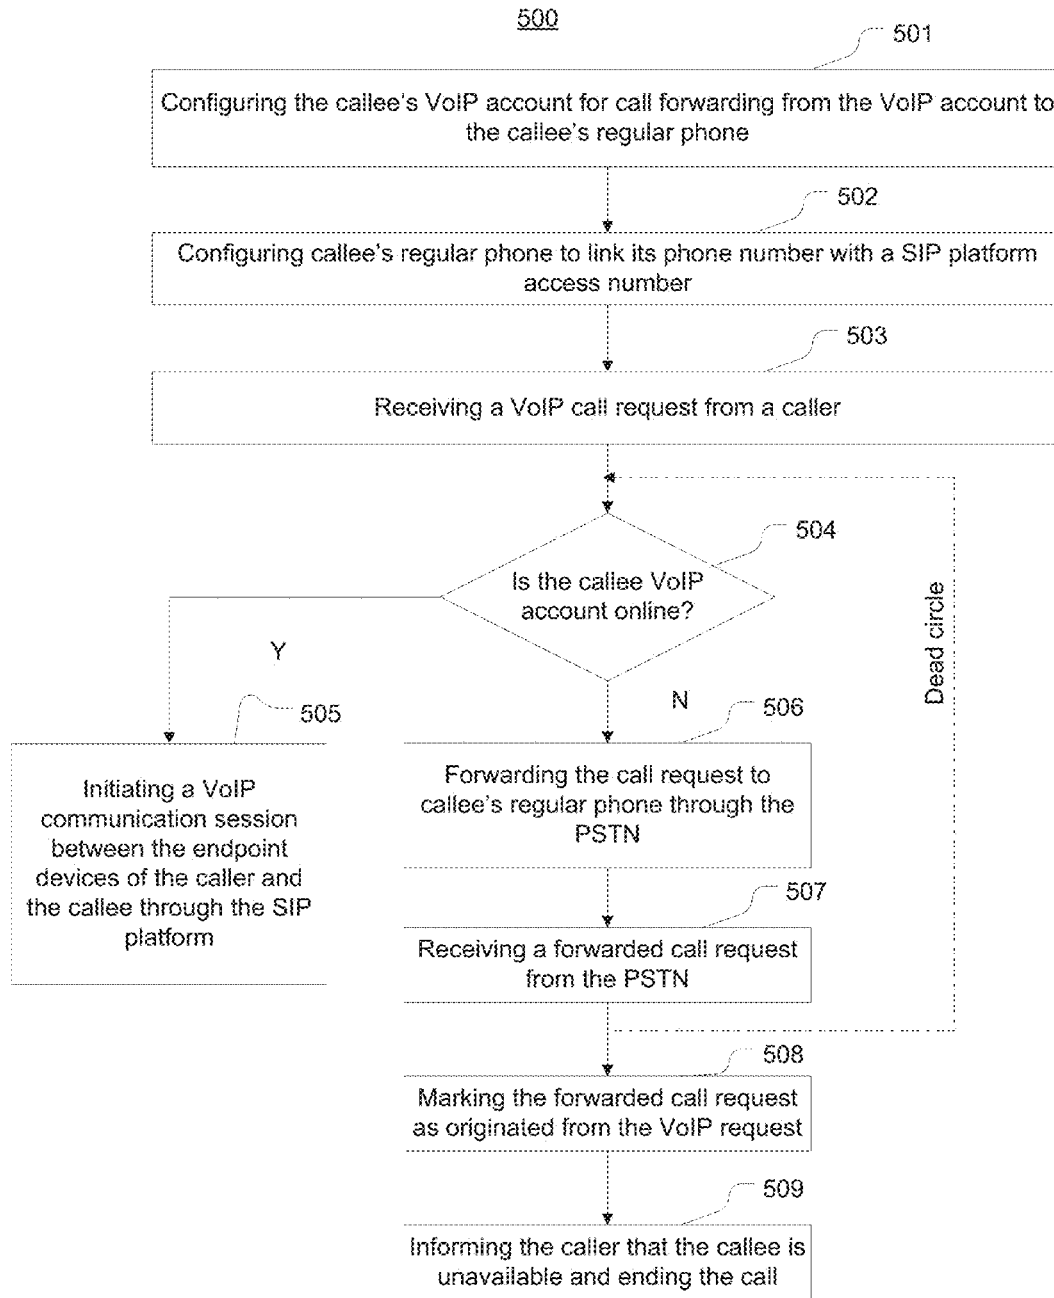 500
501
Configuring the callee's VoIP account for call forwarding from the VoIP account to
the callee's regular phone
502
Configuring callee's regular phone to link its phone number with a SIP platform
access number
503
Receiving a VoIP call request from a caller
504
Is the callee VoIP
account online?
Dead circle
Y
N
505
Initiating a VoIP
communication session
between the endpoint
devices of the caller and
the callee through the SIP
platform
506
Forwarding the call request to
callee's regular phone through the
PSTN
507
Receiving a forwarded call request
from the PSTN
508
Marking the forwarded call request
as originated from the VoIP request
509
Informing the caller that the callee is
unavailable and ending the call